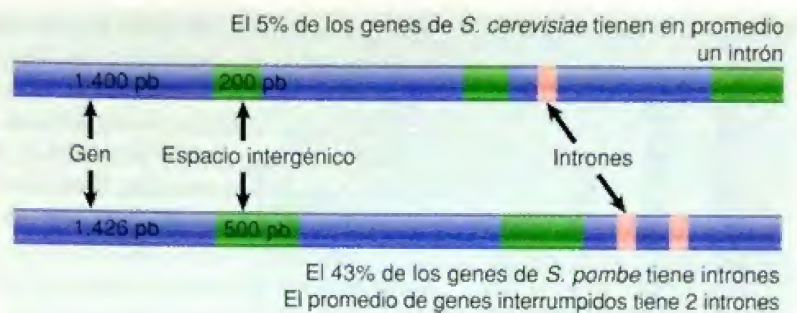 El 5% de los genes de S. cerevisiae tienen en promedio
un intrón
1.400 pb 200 pb
Gen Espacio intergénico Intrones
1.426 pb 500 pb
El 43% de los genes de S. pombe tiene intrones
El promedio de genes interrumpidos tiene 2 intrones